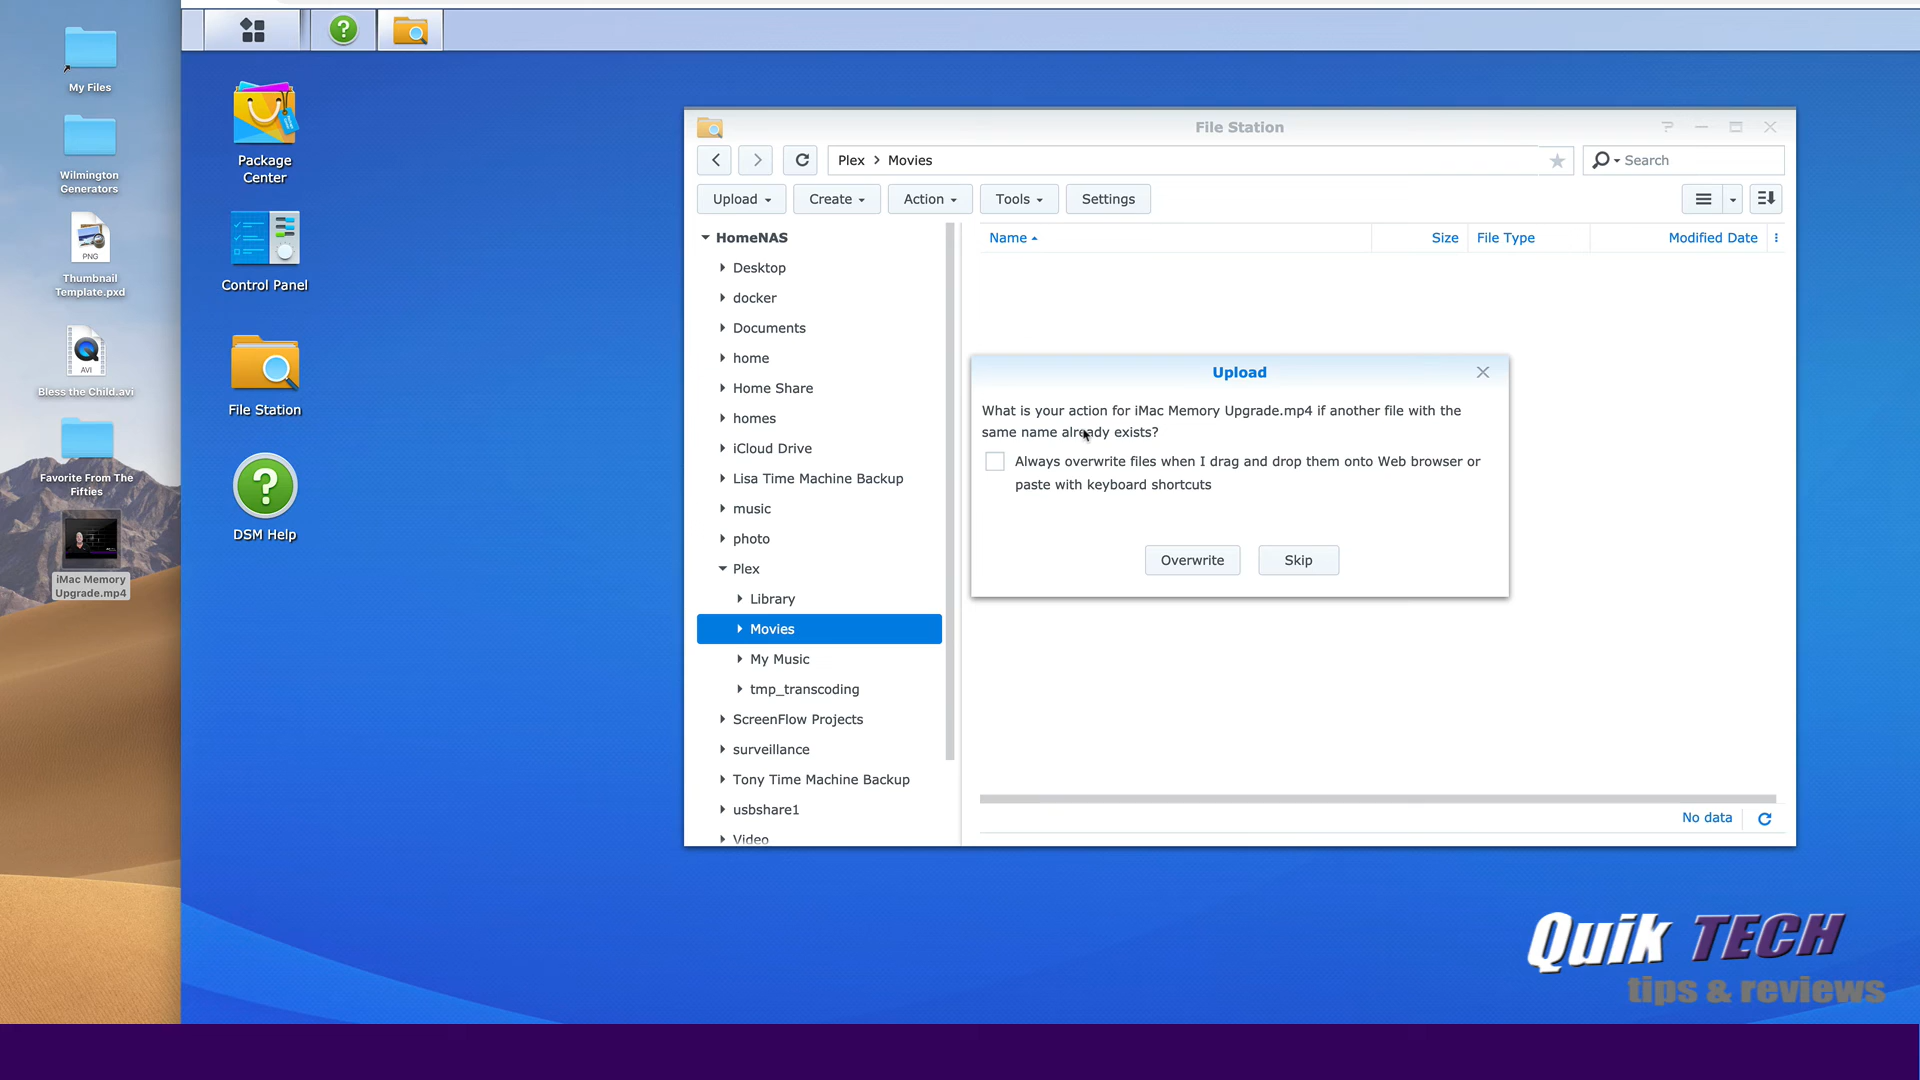 My Files
Wilmington
Generators
PNG
Thumbnail
Template.pxd
AVI
Bless the Child.avi
Favorite From The
Fifties
iMac Memory
Upgrade.mp4
Package
Center
Control Panel
File Station
DSM Help
File Station
Plex > Movies
Search
Upload
Create
Action
Tools
Settings
HomeNAS
Desktop
docker
Documents
home
Home Share
homes
iCloud Drive
Lisa Time Machine Backup
music
photo
Plex
Library
Movies
My Music
tmp_transcoding
ScreenFlow Projects
surveillance
Tony Time Machine Backup
usbshare1
Video
Name Size File Type Modified Date
Upload
What is your action for iMac Memory Upgrade.mp4 if another file with the
same name already exists?
Always overwrite files when I drag and drop them onto Web browser or
paste with keyboard shortcuts
Overwrite Skip
No data
Quik TECH
tips & reviews